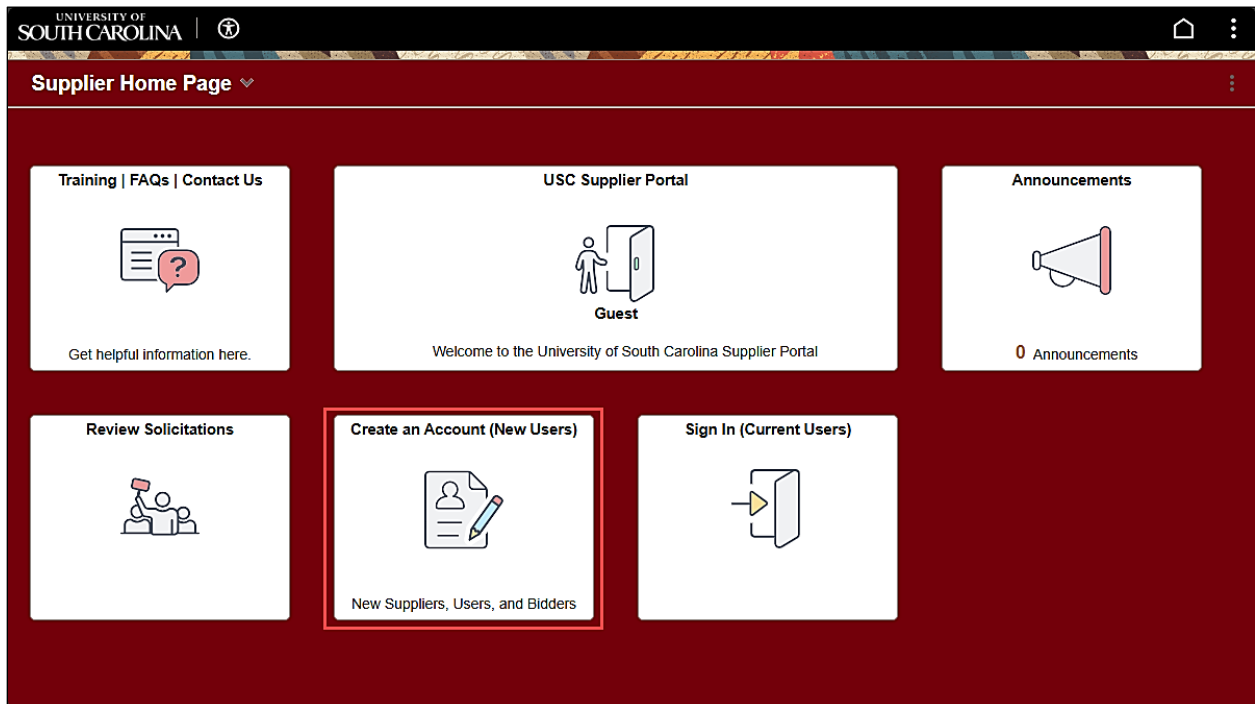 UNIVERSITY OF
SOUTH CAROLINA
Supplier Home Page
Training | FAQs | Contact Us
?
Get helpful information here.
USC Supplier Portal
Guest
Welcome to the University of South Carolina Supplier Portal
Announcements
0 Announcements
Review Solicitations
Create an Account (New Users)
New Suppliers, Users, and Bidders
Sign In (Current Users)